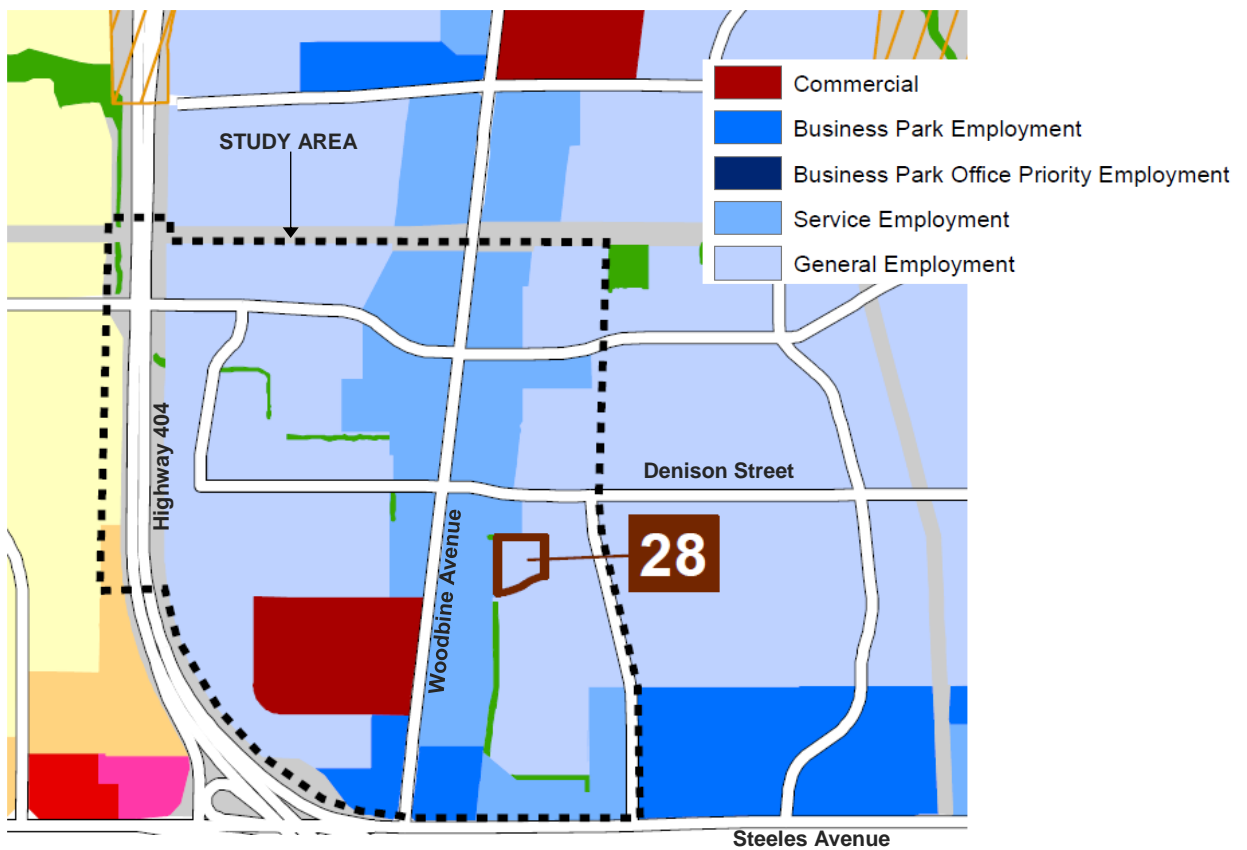 Commercial
Business Park Employment
STUDY AREA
Business Park Office Priority Employment
Service Employment
General Employment
Highway 404
Denison Street
Woodbine Avenue
28
Steeles Avenue